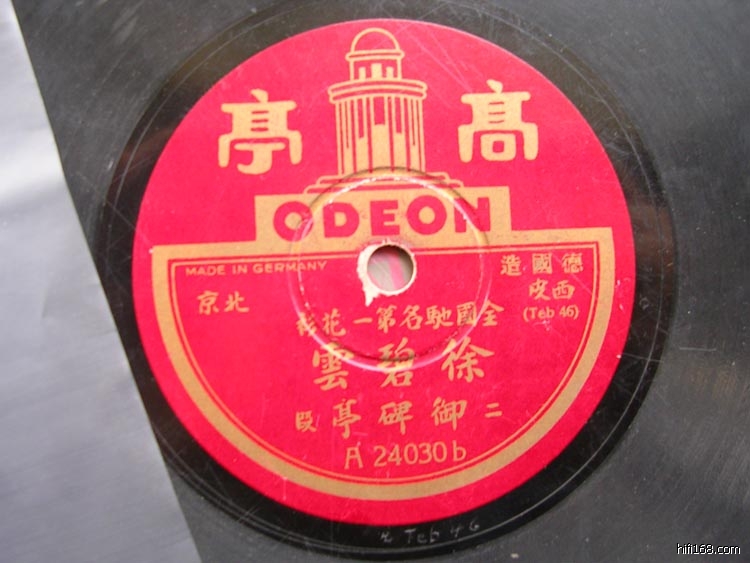 高亭
ODEON
MADE IN GERMANY
德國造
西皮
(Teb 46)
北京
全國馳名第一花衫
徐碧雲
二御碑亭段
A 24030 b
Teb 46
hifi168.com